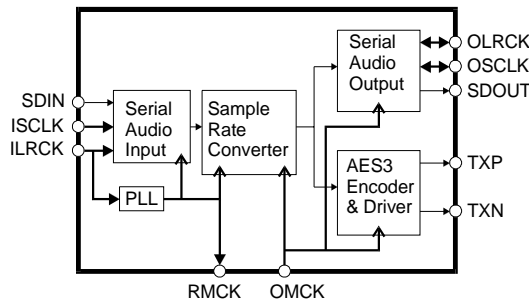 SDIN
ISCLK
ILRCK
Serial
Audio
Input
PLL
Sample
Rate
Converter
Serial
Audio
Output
AES3
Encoder
& Driver
OLRCK
OSCLK
SDOUT
TXP
TXN
RMCK
OMCK